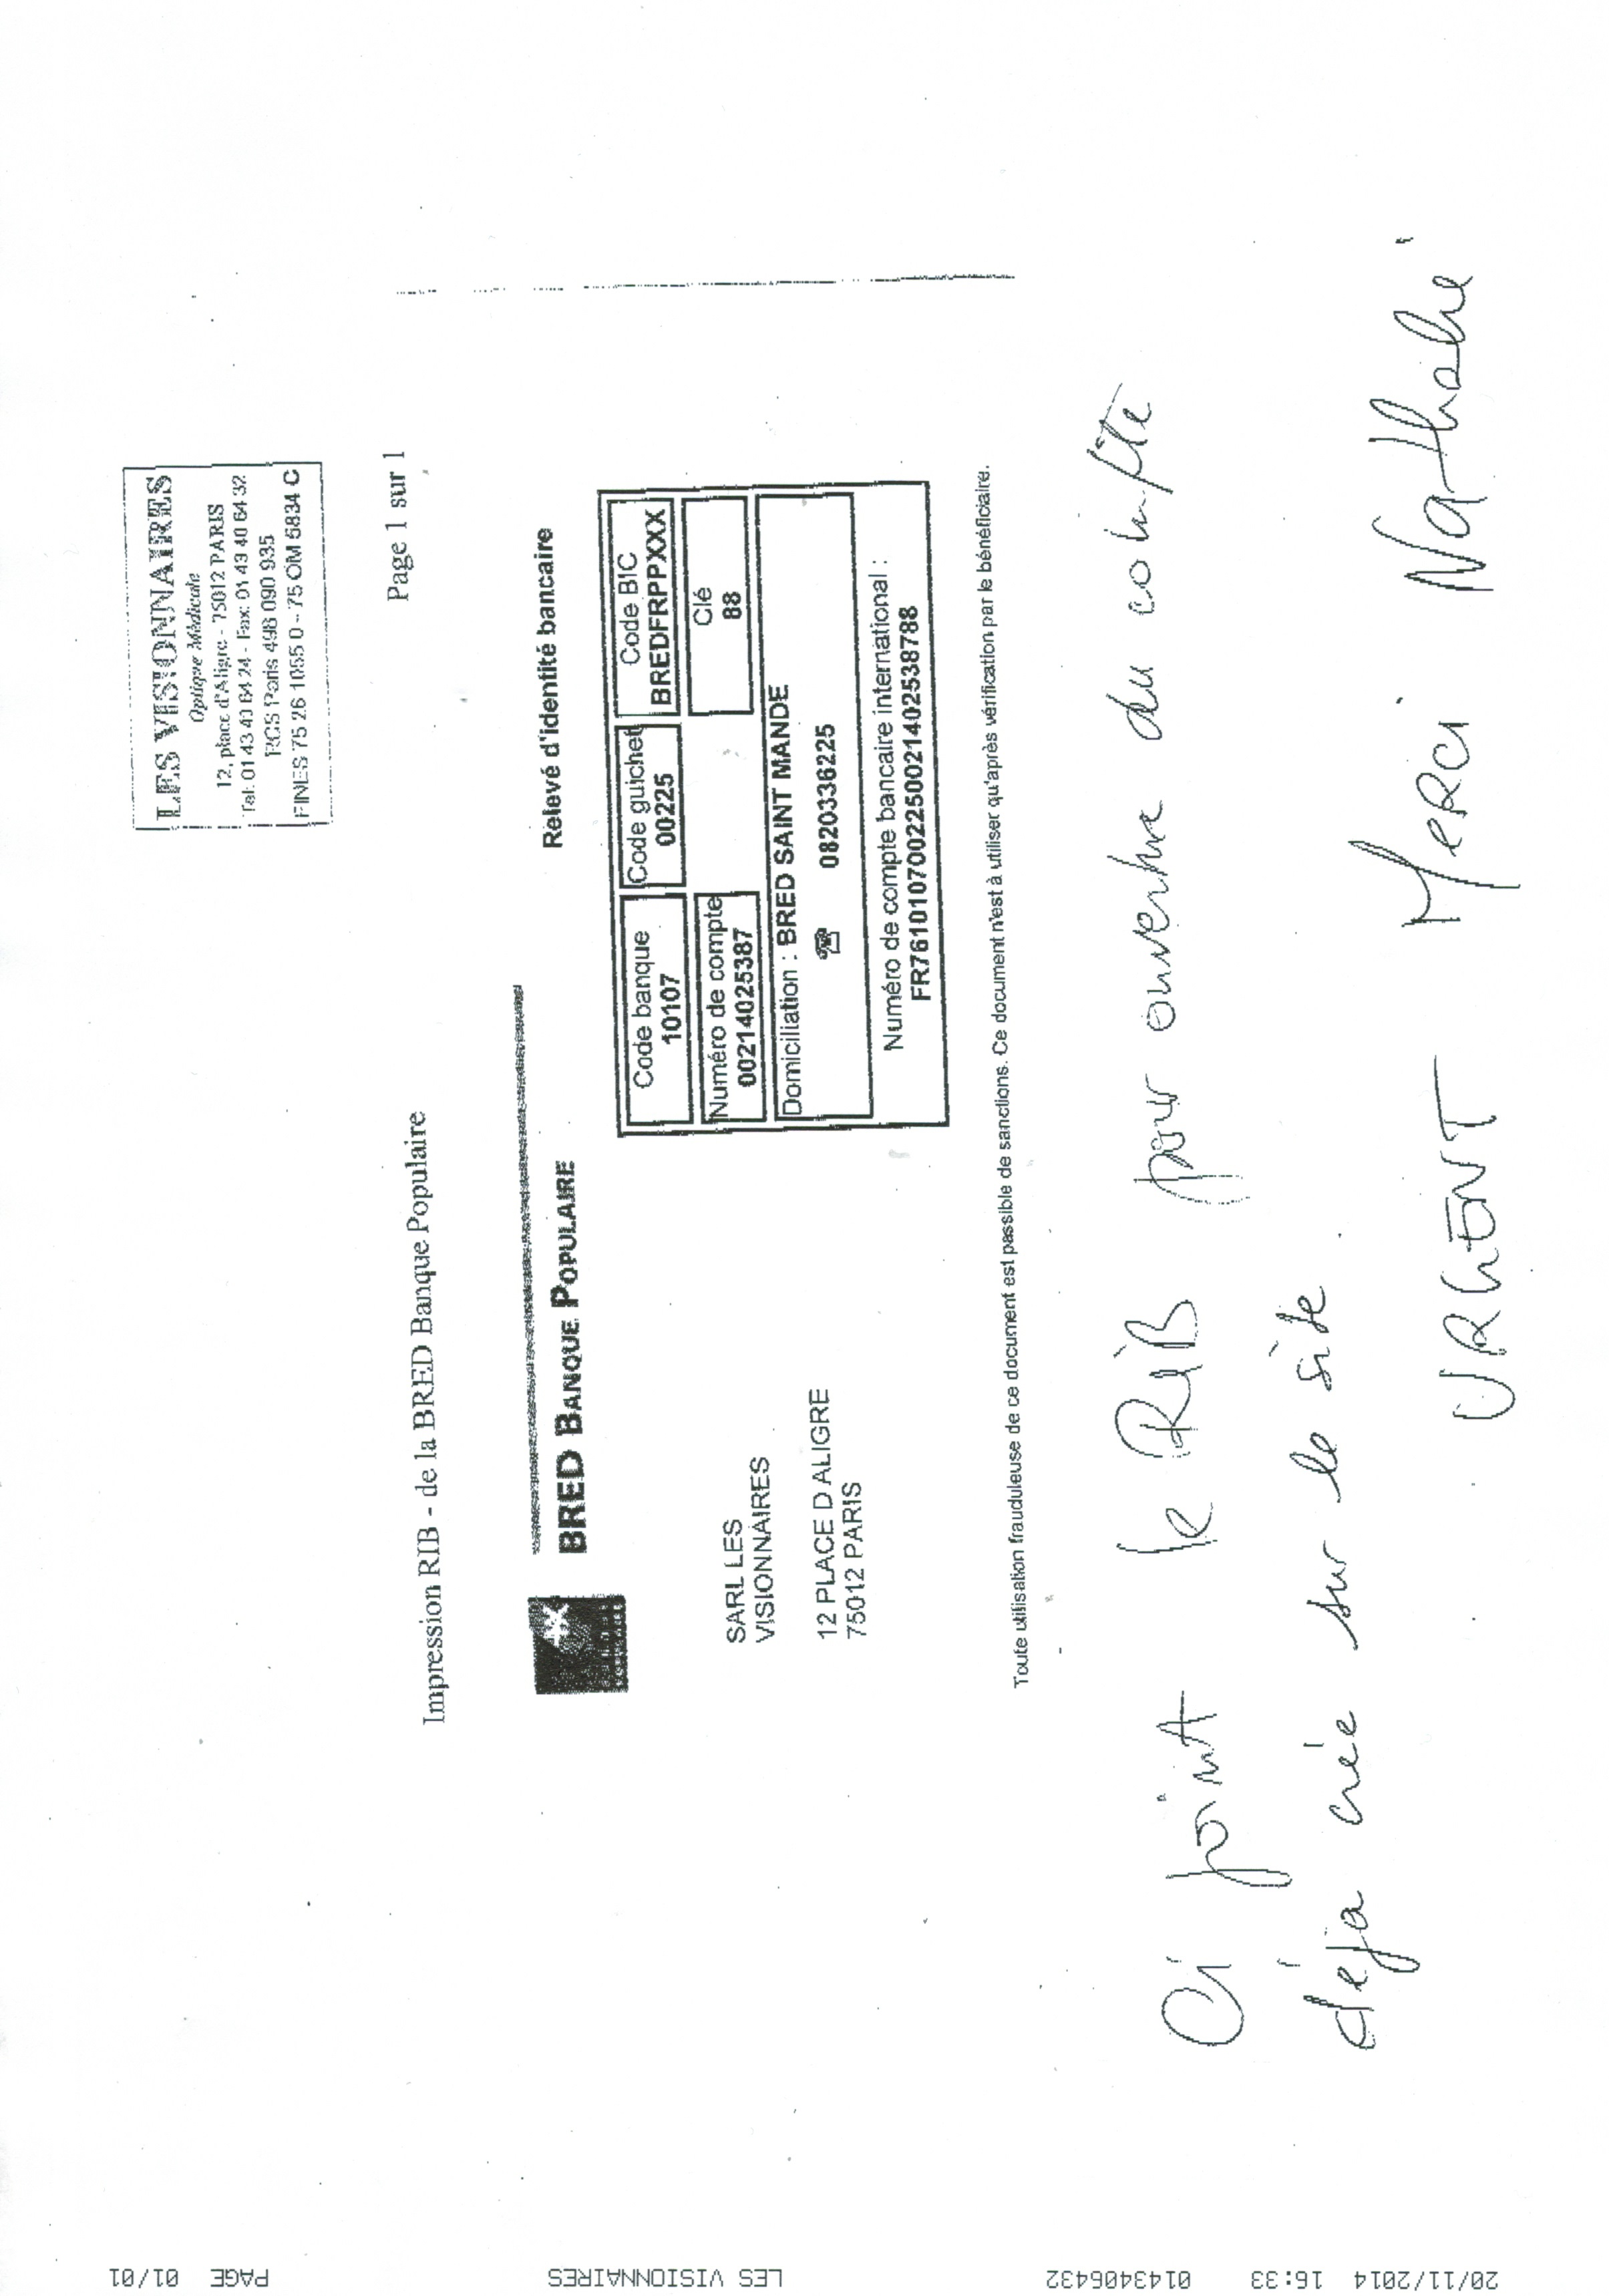 LES VISIONNAIRES
Optique Médicale
12, place d'Aligre - 75012 PARIS
Tel: 01 43 40 64 24 - Fax: 01 43 40 64 32
RCS Paris 498 090 935
FINES 75 26 1055 0 - 75 OM 5834 C
Page 1 sur 1
Impression RIB - de la BRED Banque Populaire
BRED BANQUE POPULAIRE
Relevé d'identité bancaire
SARL LES
VISIONNAIRES
12 PLACE D ALIGRE
75012 PARIS
Code banque Code guichet Code BIC
10107 00225 BREDFRPPXXX
Numéro de compte Clé
00214025387 88
Domiciliation : BRED SAINT MANDE
0820336225
Numéro de compte bancaire international :
FR7610107002250021402538788
Toute utilisation frauduleuse de ce document est passible de sanctions. Ce document n'est à utiliser qu'après vérification par le bénéficiaire.
Ci joint le RIB pour ouverture du compte
déja créé sur le site
URGENT Merci Nathalie
20/11/2014 16:33 0143406432 LES VISIONNAIRES PAGE 01/01